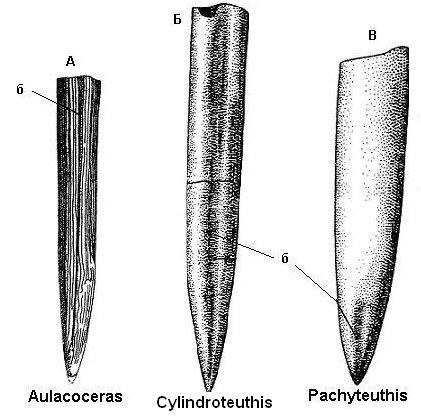 А
Б
В
б
б
Aulacoceras
Cylindroteuthis
Pachyteuthis